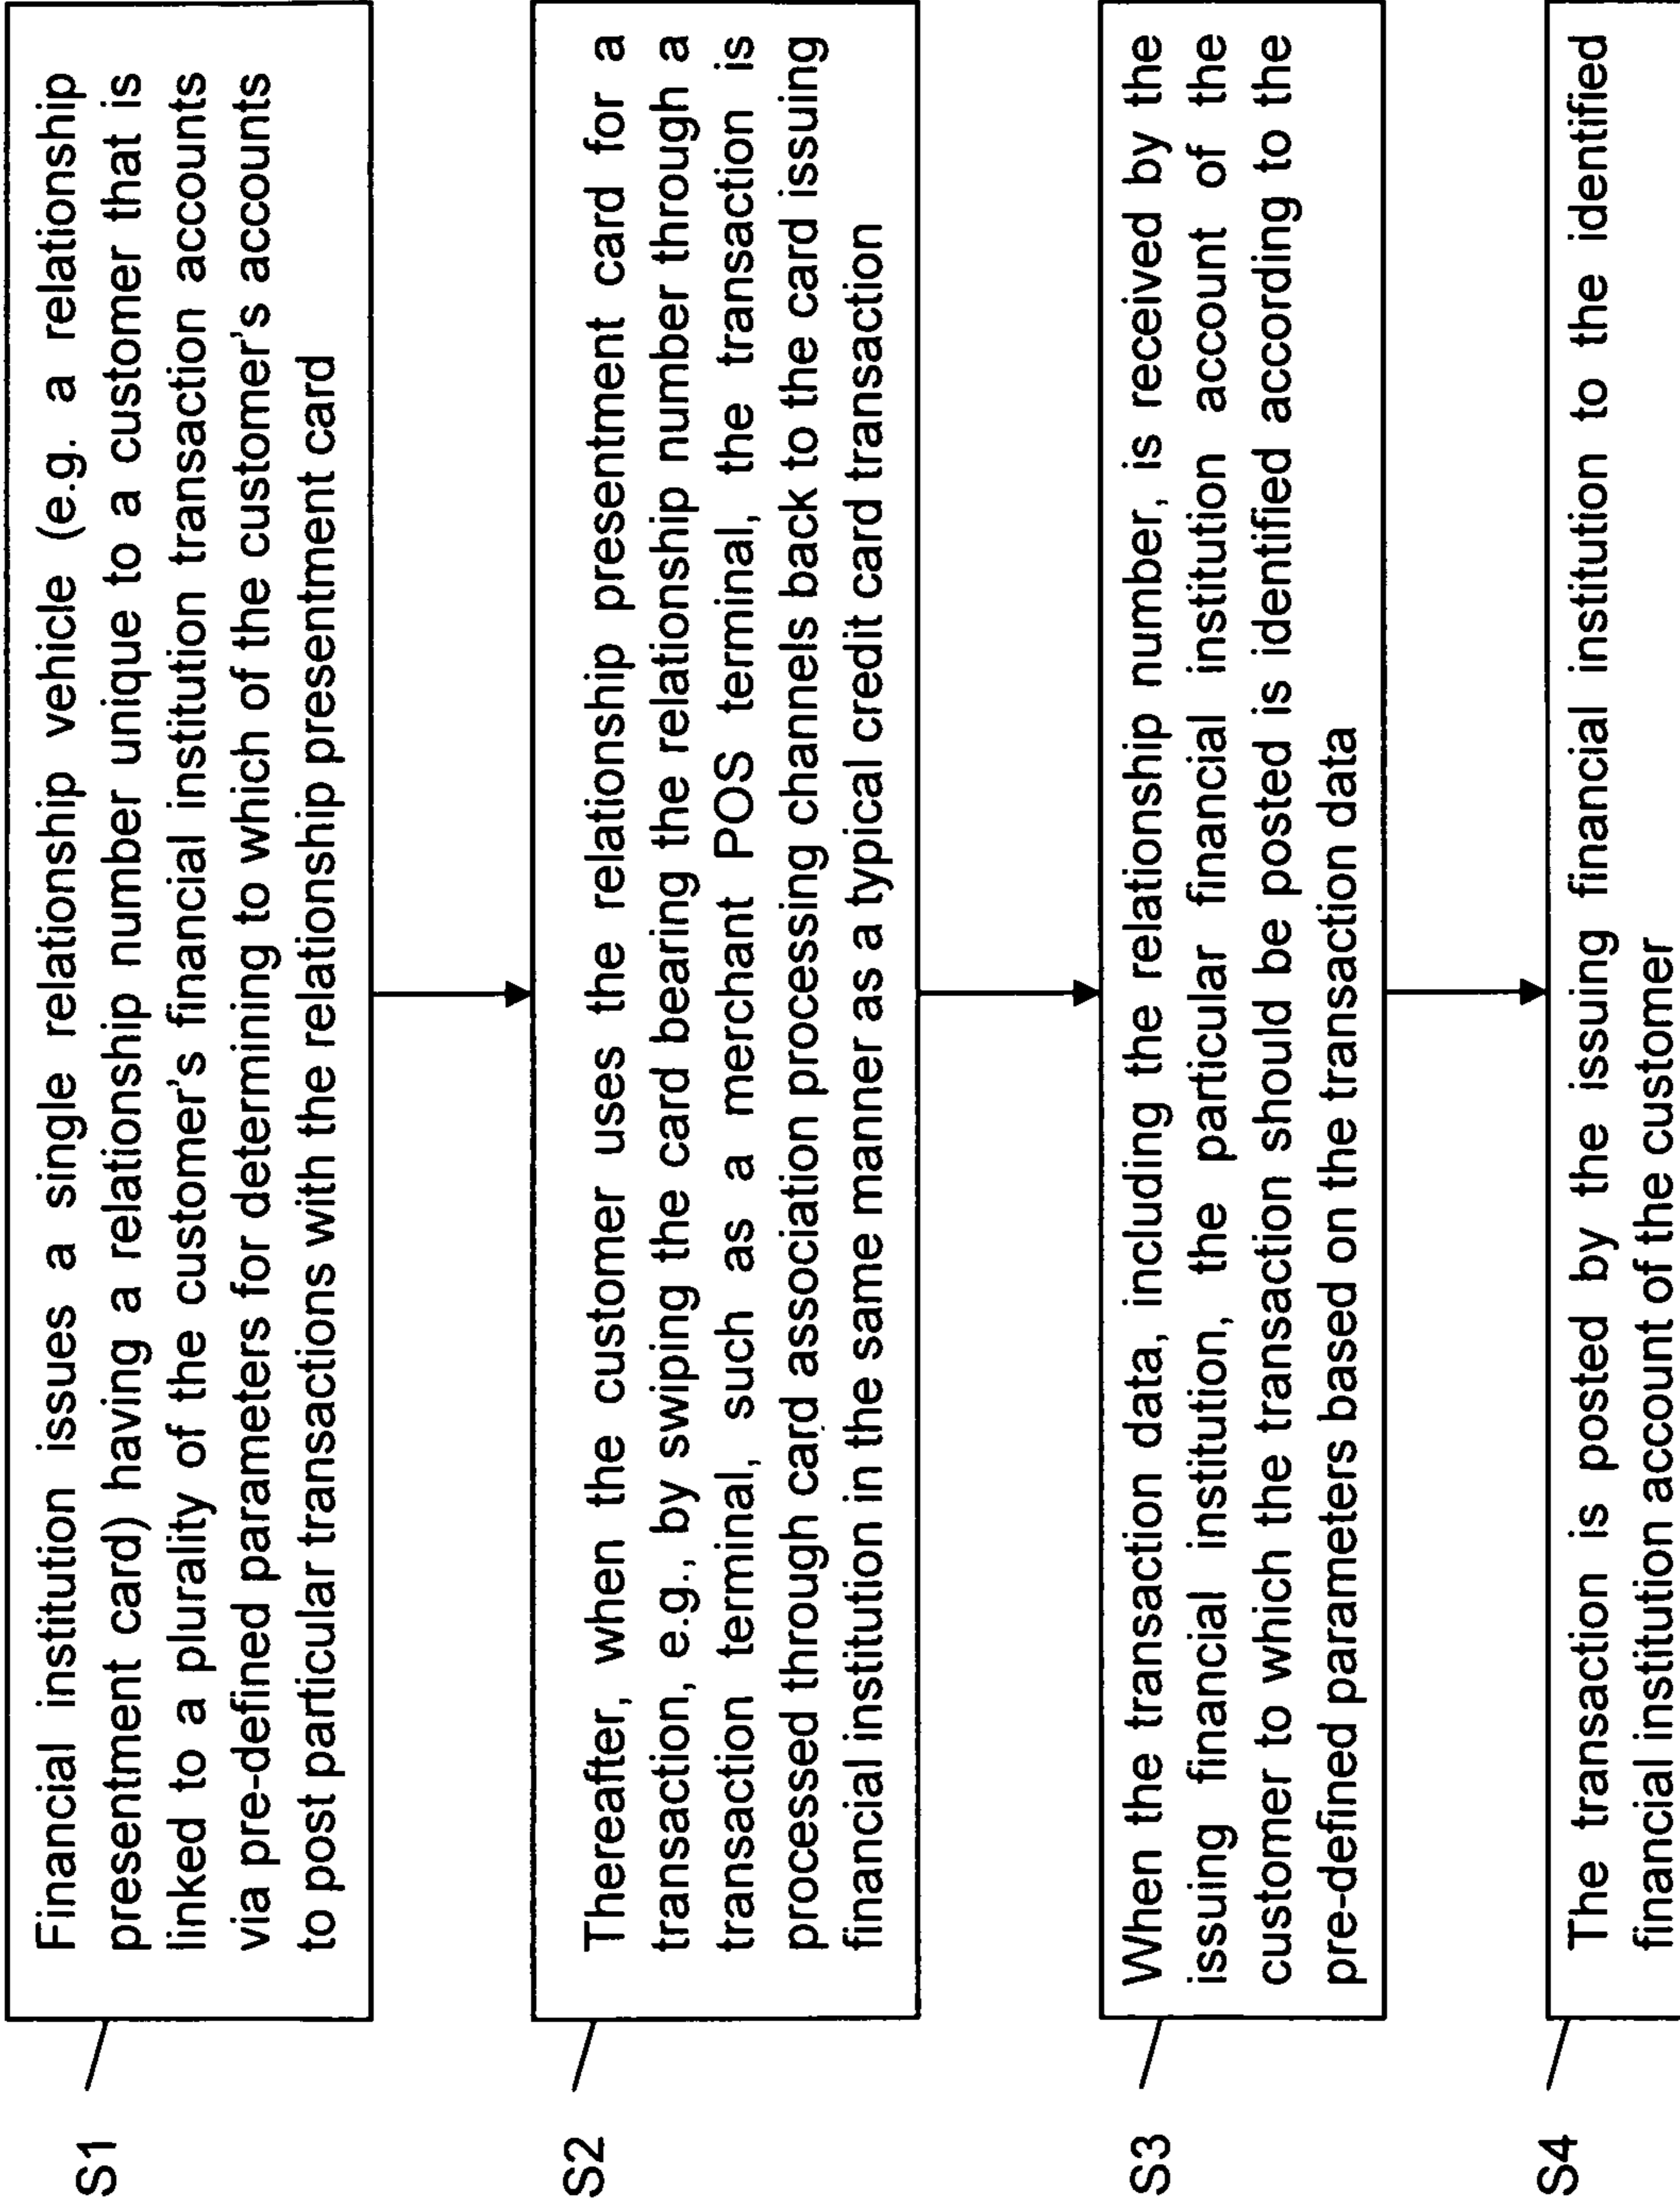 S1
Financial institution issues a single relationship vehicle (e.g. a relationship
presentment card) having a relationship number unique to a customer that is
linked to a plurality of the customer's financial institution transaction accounts
via pre-defined parameters for determining to which of the customer's accounts
to post particular transactions with the relationship presentment card
S2
Thereafter, when the customer uses the relationship presentment card for a
transaction, e.g., by swiping the card bearing the relationship number through a
transaction terminal, such as a merchant POS terminal, the transaction is
processed through card association processing channels back to the card issuing
financial institution in the same manner as a typical credit card transaction
S3
When the transaction data, including the relationship number, is received by the
issuing financial institution, the particular financial institution account of the
customer to which the transaction should be posted is identified according to the
pre-defined parameters based on the transaction data
S4
The transaction is posted by the issuing financial institution to the identified
financial institution account of the customer